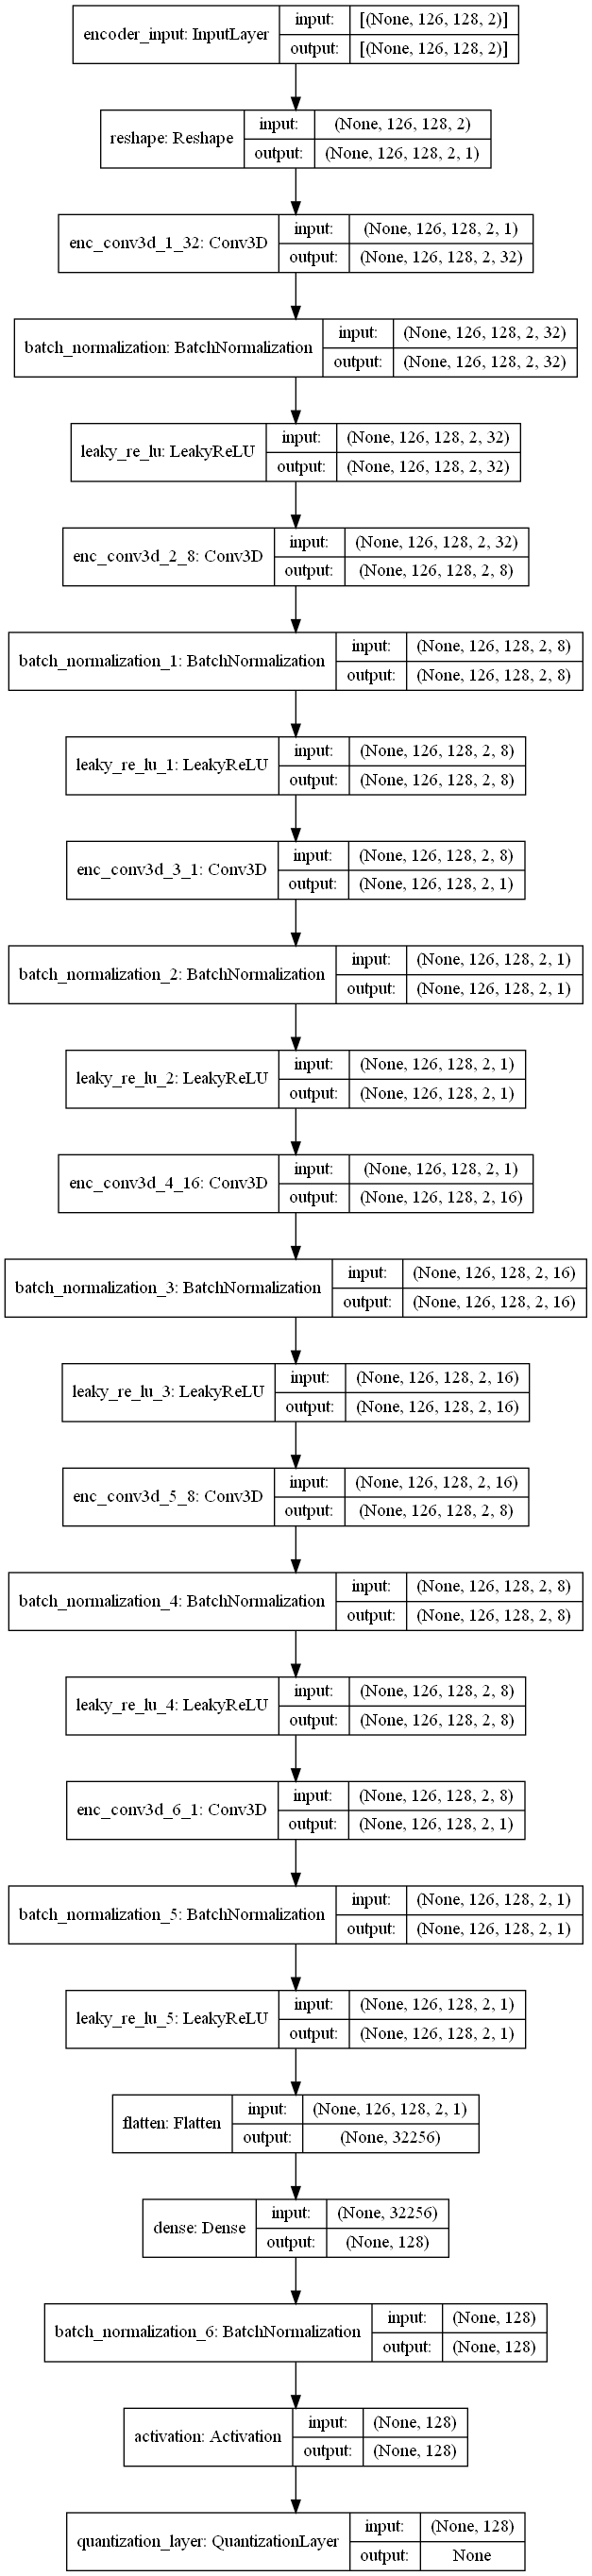 encoder_input: InputLayer
input: [(None, 126, 128, 2)]
output: [(None, 126, 128, 2)]
reshape: Reshape
input: (None, 126, 128, 2)
output: (None, 126, 128, 2, 1)
enc_conv3d_1_32: Conv3D
input: (None, 126, 128, 2, 1)
output: (None, 126, 128, 2, 32)
batch_normalization: BatchNormalization
input: (None, 126, 128, 2, 32)
output: (None, 126, 128, 2, 32)
leaky_re_lu: LeakyReLU
input: (None, 126, 128, 2, 32)
output: (None, 126, 128, 2, 32)
enc_conv3d_2_8: Conv3D
input: (None, 126, 128, 2, 32)
output: (None, 126, 128, 2, 8)
batch_normalization_1: BatchNormalization
input: (None, 126, 128, 2, 8)
output: (None, 126, 128, 2, 8)
leaky_re_lu_1: LeakyReLU
input: (None, 126, 128, 2, 8)
output: (None, 126, 128, 2, 8)
enc_conv3d_3_1: Conv3D
input: (None, 126, 128, 2, 8)
output: (None, 126, 128, 2, 1)
batch_normalization_2: BatchNormalization
input: (None, 126, 128, 2, 1)
output: (None, 126, 128, 2, 1)
leaky_re_lu_2: LeakyReLU
input: (None, 126, 128, 2, 1)
output: (None, 126, 128, 2, 1)
enc_conv3d_4_16: Conv3D
input: (None, 126, 128, 2, 1)
output: (None, 126, 128, 2, 16)
batch_normalization_3: BatchNormalization
input: (None, 126, 128, 2, 16)
output: (None, 126, 128, 2, 16)
leaky_re_lu_3: LeakyReLU
input: (None, 126, 128, 2, 16)
output: (None, 126, 128, 2, 16)
enc_conv3d_5_8: Conv3D
input: (None, 126, 128, 2, 16)
output: (None, 126, 128, 2, 8)
batch_normalization_4: BatchNormalization
input: (None, 126, 128, 2, 8)
output: (None, 126, 128, 2, 8)
leaky_re_lu_4: LeakyReLU
input: (None, 126, 128, 2, 8)
output: (None, 126, 128, 2, 8)
enc_conv3d_6_1: Conv3D
input: (None, 126, 128, 2, 8)
output: (None, 126, 128, 2, 1)
batch_normalization_5: BatchNormalization
input: (None, 126, 128, 2, 1)
output: (None, 126, 128, 2, 1)
leaky_re_lu_5: LeakyReLU
input: (None, 126, 128, 2, 1)
output: (None, 126, 128, 2, 1)
flatten: Flatten
input: (None, 126, 128, 2, 1)
output: (None, 32256)
dense: Dense
input: (None, 32256)
output: (None, 128)
batch_normalization_6: BatchNormalization
input: (None, 128)
output: (None, 128)
activation: Activation
input: (None, 128)
output: (None, 128)
quantization_layer: QuantizationLayer
input: (None, 128)
output: None